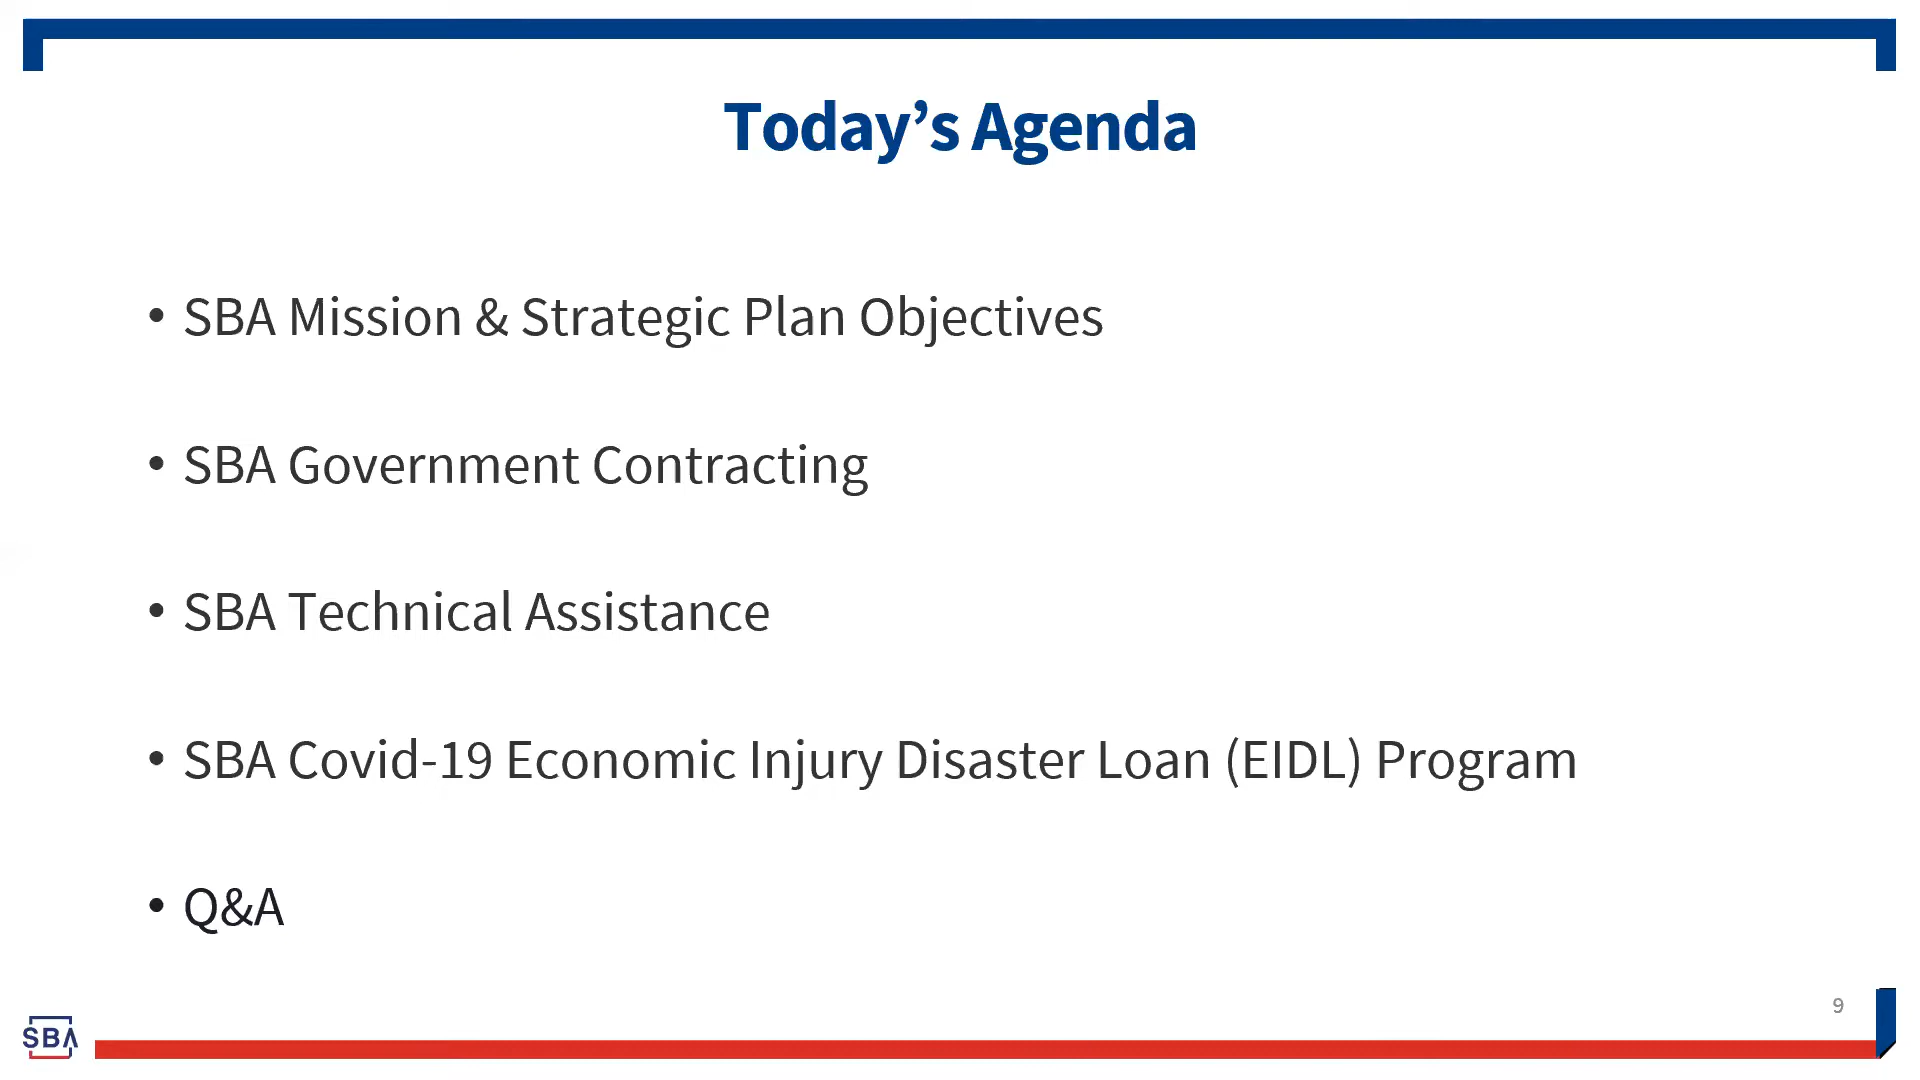 Today’s Agenda
• SBA Mission & Strategic Plan Objectives
• SBA Government Contracting
• SBA Technical Assistance
• SBA Covid-19 Economic Injury Disaster Loan (EIDL) Program
• Q&A
9
SBA